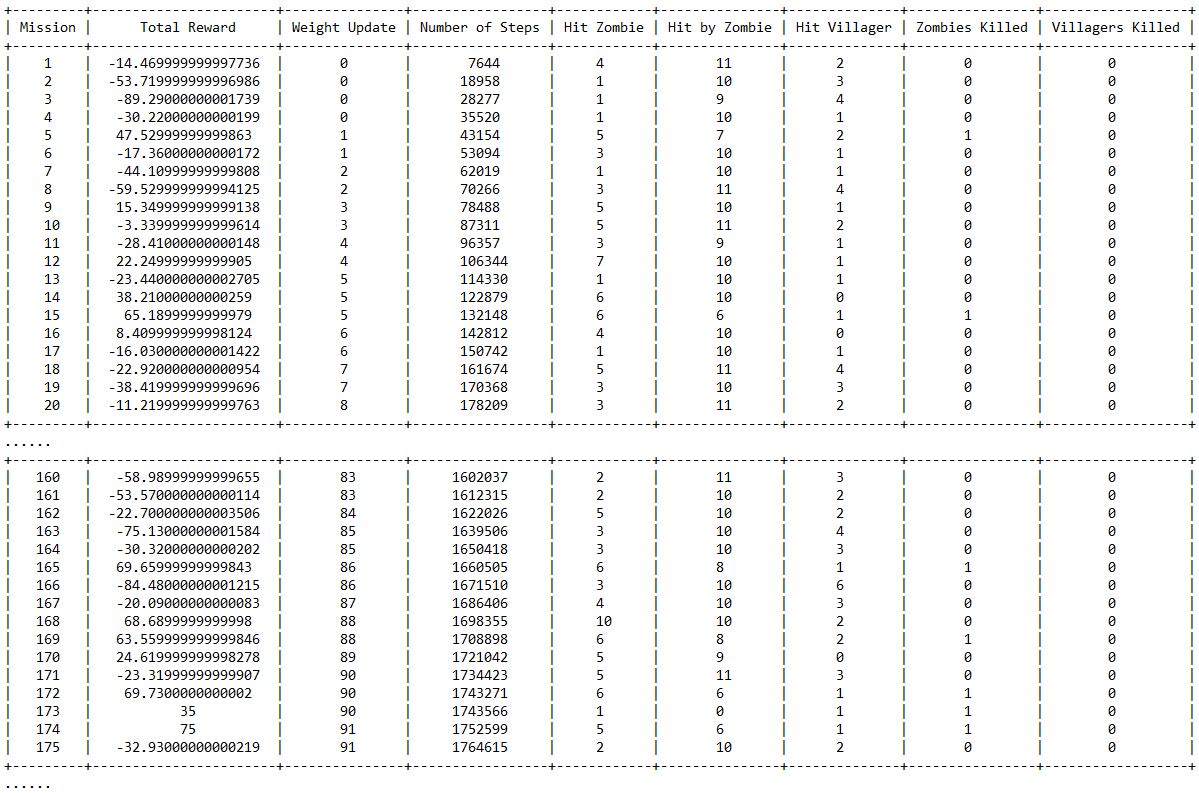 Mission | Total Reward | Weight Update | Number of Steps | Hit Zombie | Hit by Zombie | Hit Villager | Zombies Killed | Villagers Killed
1 | -14.469999999997736 | 0 | 7644 | 4 | 11 | 2 | 0 | 0
2 | -53.719999999996986 | 0 | 18958 | 1 | 10 | 3 | 0 | 0
3 | -89.29000000001739 | 0 | 28277 | 1 | 9 | 4 | 0 | 0
4 | -30.22000000000199 | 0 | 35520 | 1 | 10 | 1 | 0 | 0
5 | 47.52999999999863 | 1 | 43154 | 5 | 7 | 2 | 1 | 0
6 | -17.36000000000172 | 1 | 53094 | 3 | 10 | 1 | 0 | 0
7 | -44.10999999999808 | 2 | 62019 | 1 | 10 | 1 | 0 | 0
8 | -59.529999999994125 | 2 | 70266 | 3 | 11 | 4 | 0 | 0
9 | 15.349999999999138 | 3 | 78488 | 5 | 10 | 1 | 0 | 0
10 | -3.339999999999614 | 3 | 87311 | 5 | 11 | 2 | 0 | 0
11 | -28.41000000000148 | 4 | 96357 | 3 | 9 | 1 | 0 | 0
12 | 22.24999999999905 | 4 | 106344 | 7 | 10 | 1 | 0 | 0
13 | -23.440000000002705 | 5 | 114330 | 1 | 10 | 1 | 0 | 0
14 | 38.21000000000259 | 5 | 122879 | 6 | 10 | 0 | 0 | 0
15 | 65.1899999999979 | 5 | 132148 | 6 | 6 | 1 | 1 | 0
16 | 8.409999999998124 | 6 | 142812 | 4 | 10 | 0 | 0 | 0
17 | -16.030000000001422 | 6 | 150742 | 1 | 10 | 1 | 0 | 0
18 | -22.920000000000954 | 7 | 161674 | 5 | 11 | 4 | 0 | 0
19 | -38.419999999999696 | 7 | 170368 | 3 | 10 | 3 | 0 | 0
20 | -11.219999999999763 | 8 | 178209 | 3 | 11 | 2 | 0 | 0
......
160 | -58.98999999999655 | 83 | 1602037 | 2 | 11 | 3 | 0 | 0
161 | -53.570000000000114 | 83 | 1612315 | 2 | 10 | 2 | 0 | 0
162 | -22.700000000003506 | 84 | 1622026 | 5 | 10 | 2 | 0 | 0
163 | -75.13000000001584 | 85 | 1639506 | 3 | 10 | 4 | 0 | 0
164 | -30.32000000000202 | 85 | 1650418 | 3 | 10 | 3 | 0 | 0
165 | 69.65999999999843 | 86 | 1660505 | 6 | 8 | 1 | 1 | 0
166 | -84.48000000001215 | 86 | 1671510 | 3 | 10 | 6 | 0 | 0
167 | -20.09000000000083 | 87 | 1686406 | 4 | 10 | 3 | 0 | 0
168 | 68.6899999999998 | 88 | 1698355 | 10 | 10 | 2 | 0 | 0
169 | 63.559999999999846 | 88 | 1708898 | 6 | 8 | 2 | 1 | 0
170 | 24.619999999998278 | 89 | 1721042 | 5 | 9 | 0 | 0 | 0
171 | -23.31999999999907 | 90 | 1734423 | 5 | 11 | 3 | 0 | 0
172 | 69.7300000000002 | 90 | 1743271 | 6 | 6 | 1 | 1 | 0
173 | 35 | 90 | 1743566 | 1 | 0 | 1 | 1 | 0
174 | 75 | 91 | 1752599 | 5 | 6 | 1 | 1 | 0
175 | -32.93000000000219 | 91 | 1764615 | 2 | 10 | 2 | 0 | 0
......